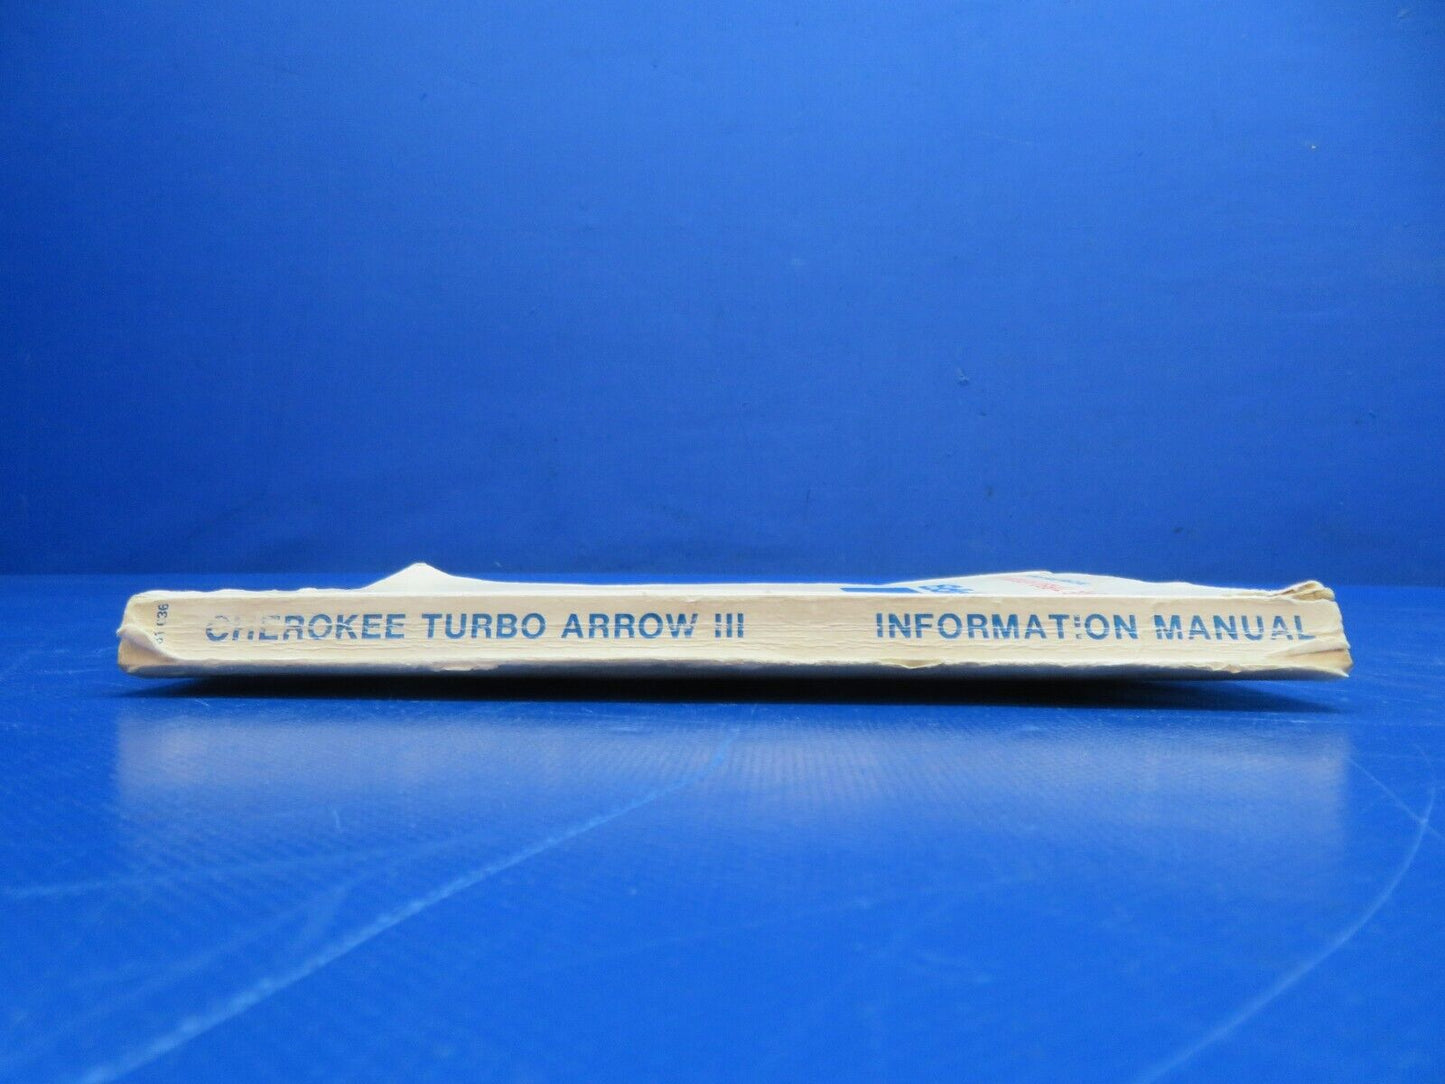 CHEROKEE TURBO ARROW III INFORMATION MANUAL